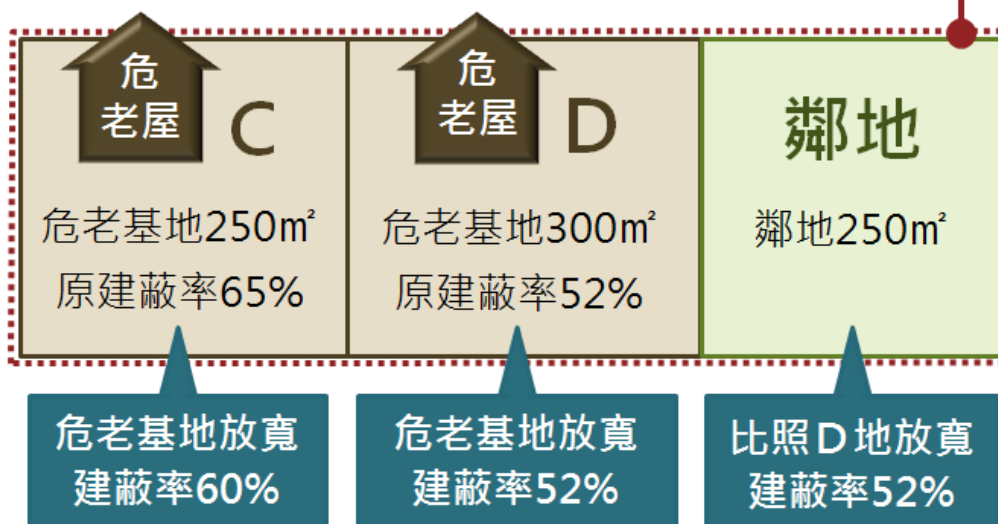 危
老屋
C
危老基地250㎡
原建蔽率65%
危
老屋
D
危老基地300㎡
原建蔽率52%
鄰地
鄰地250㎡
危老基地放寬
建蔽率60%
危老基地放寬
建蔽率52%
比照D地放寬
建蔽率52%